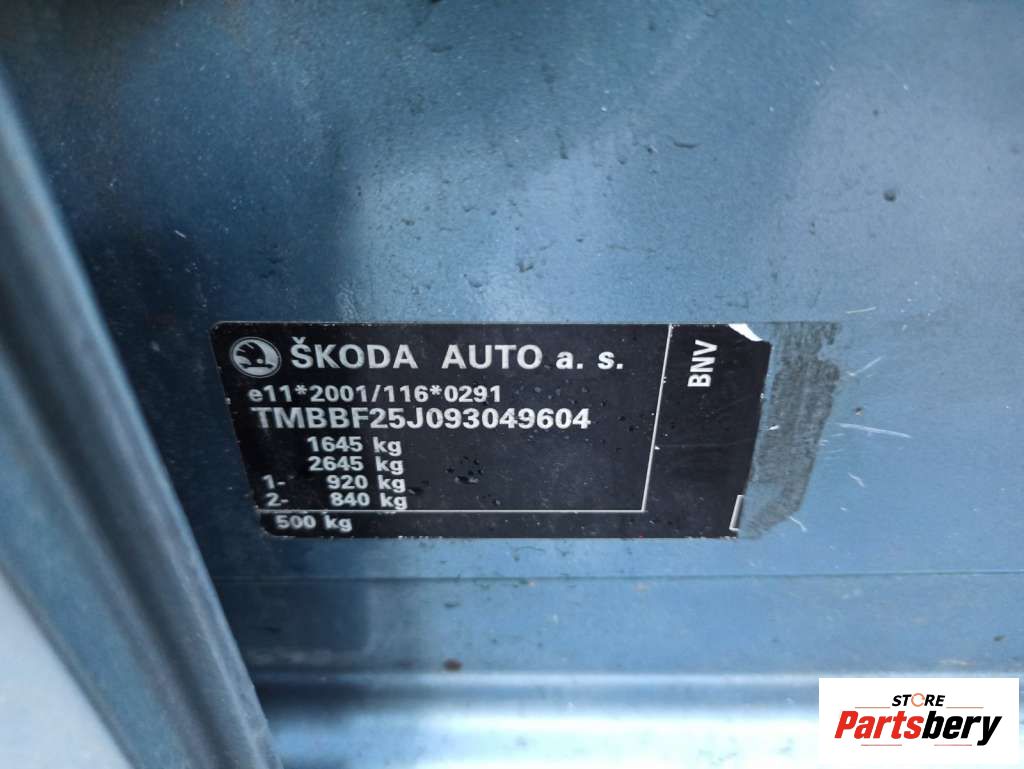 ŠKODA AUTO a. s.
e11*2001/116*0291
TMBBF25J093049604
1645 kg
2645 kg
1- 920 kg
2- 840 kg
500 kg
BNV
STORE
Partsbery